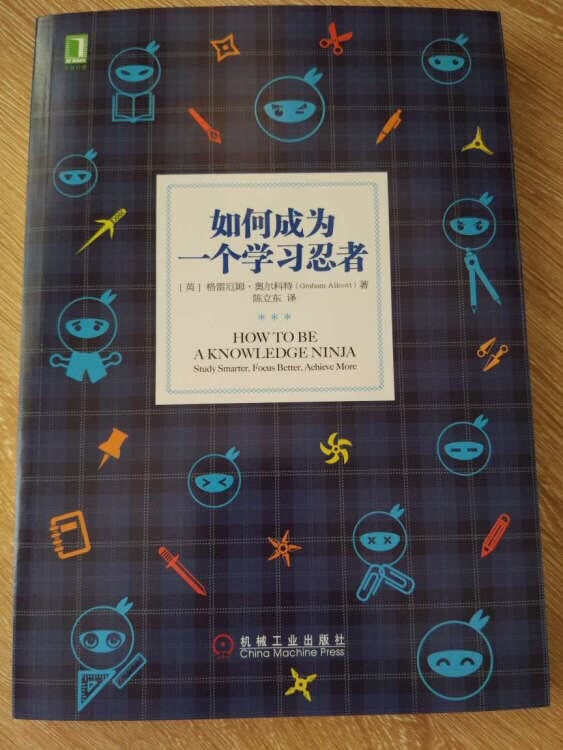 如何成为
一个学习忍者
[英] 格雷厄姆·奥尔科特 (Graham Allcott) 著
陈立东 译
HOW TO BE
A KNOWLEDGE NINJA
Study Smarter. Focus Better. Achieve More
机械工业出版社
China Machine Press